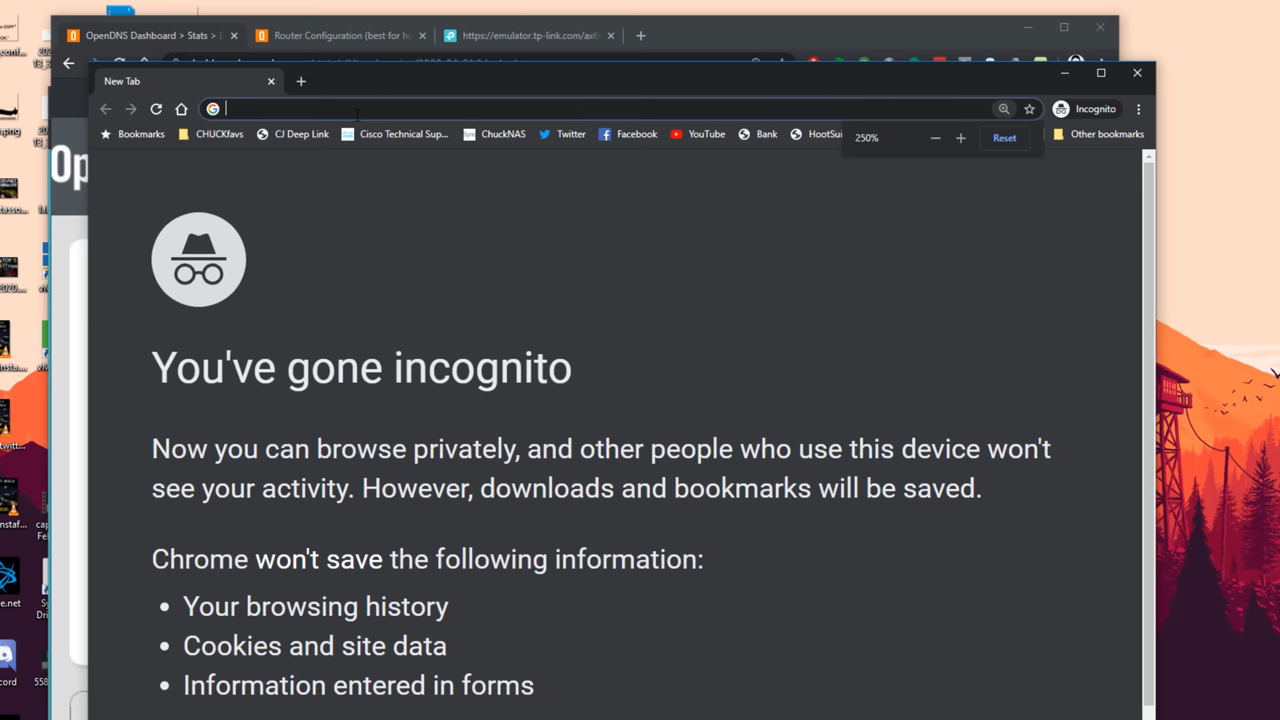 OpenDNS Dashboard > Stats >
Router Configuration (best for ho
https://emulator.tp-link.com/ax6
New Tab
Incognito
Bookmarks
CHUCKfavs
CJ Deep Link
Cisco Technical Sup...
ChuckNAS
Twitter
Facebook
YouTube
Bank
HootSui
Other bookmarks
250%
Reset
Op
You've gone incognito
Now you can browse privately, and other people who use this device won't
see your activity. However, downloads and bookmarks will be saved.
Chrome won't save the following information:
• Your browsing history
• Cookies and site data
• Information entered in forms